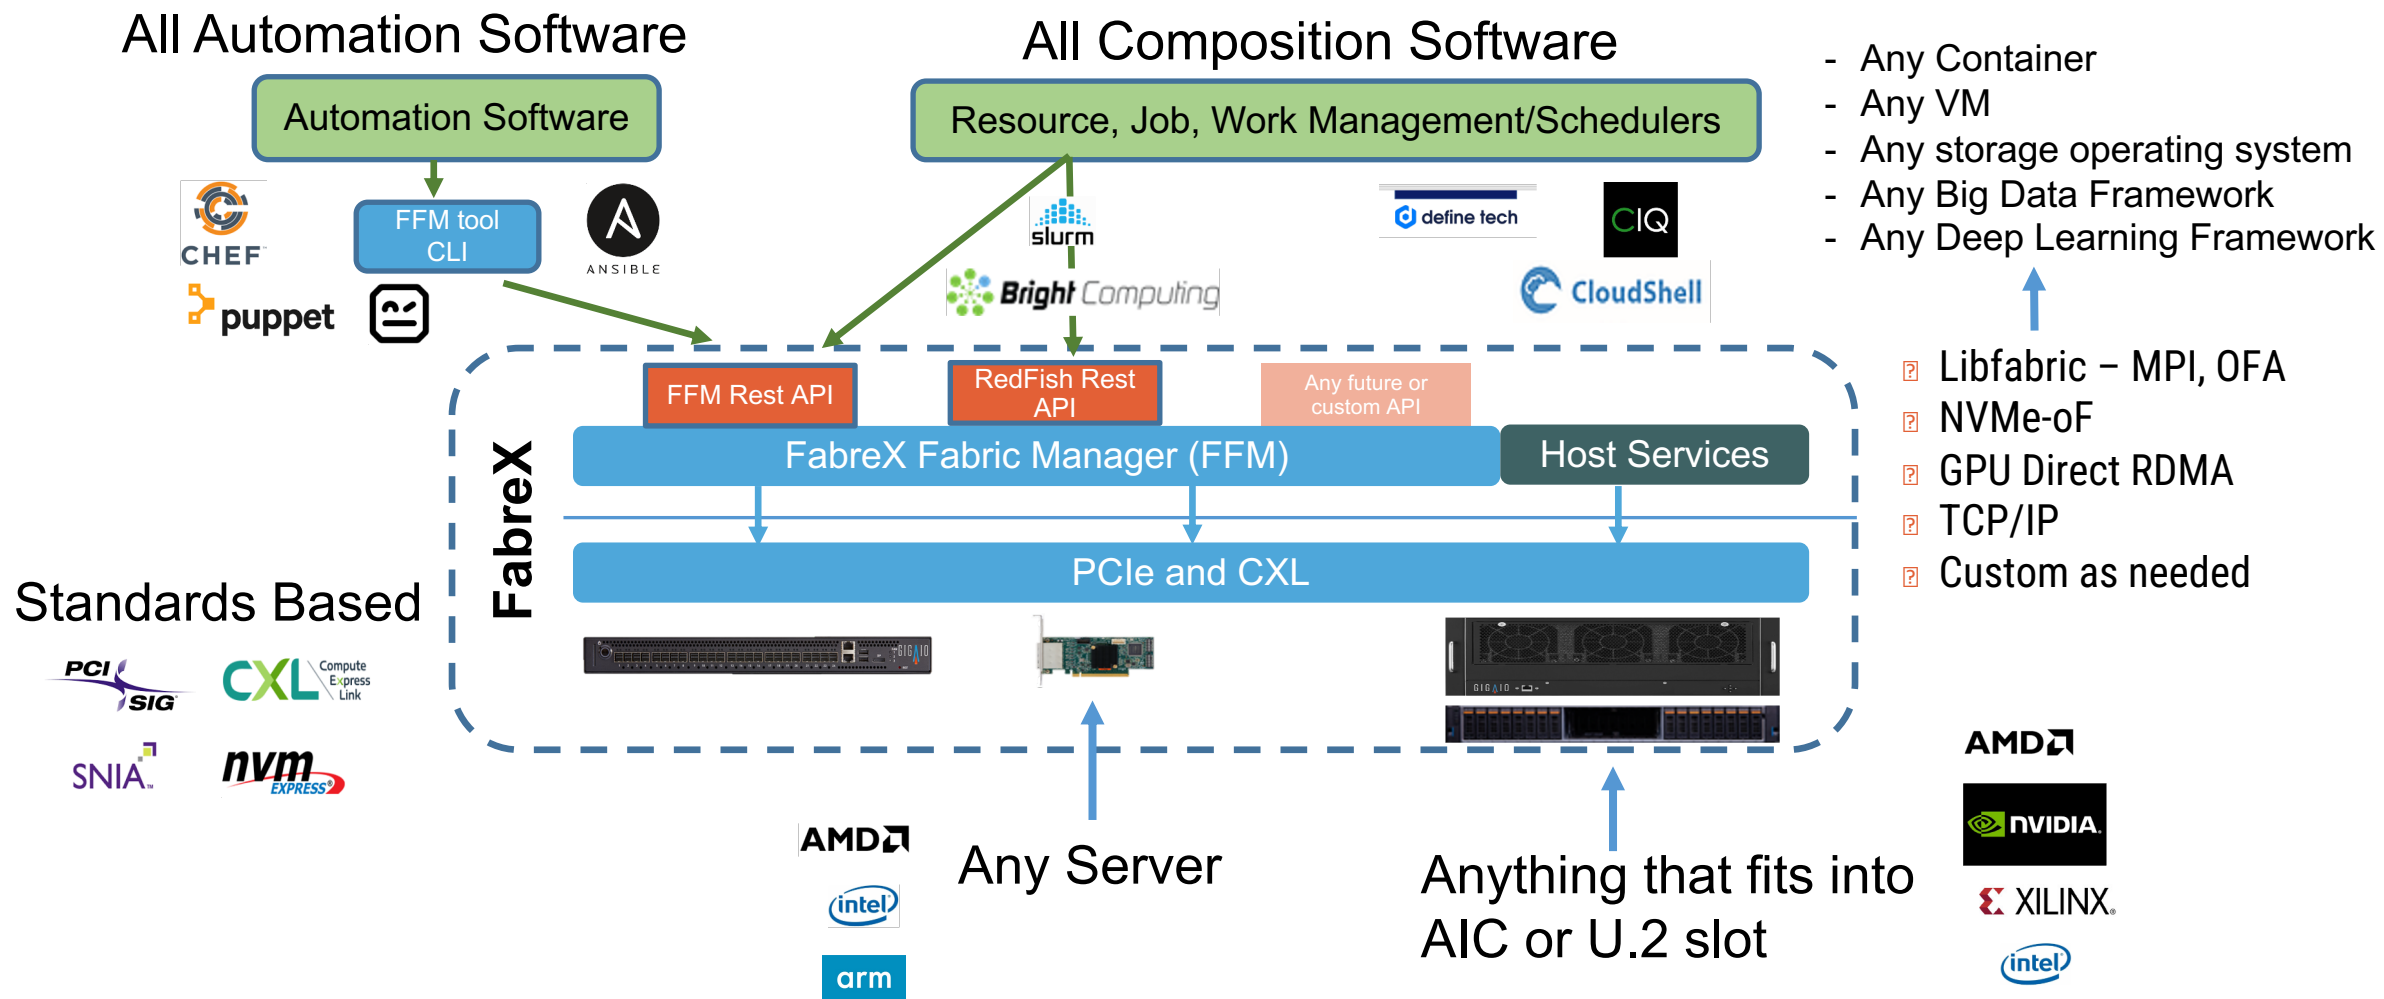 All Automation Software
All Composition Software
Automation Software
Resource, Job, Work Management/Schedulers
- Any Container
- Any VM
- Any storage operating system
- Any Big Data Framework
- Any Deep Learning Framework
CHEF
FFM tool
CLI
ANSIBLE
puppet
slurm
Bright Computing
define tech
CIQ
CloudShell
FFM Rest API
RedFish Rest
API
Any future or
custom API
FabreX
FabreX Fabric Manager (FFM)
Host Services
PCIe and CXL
Libfabric – MPI, OFA
NVMe-oF
GPU Direct RDMA
TCP/IP
Custom as needed
Standards Based
PCI
SIG
CXL
Compute
Express
Link
SNIA
nvm
EXPRESS
GIGAIO
GIGAIO
AMD
intel
arm
Any Server
Anything that fits into
AIC or U.2 slot
AMD
NVIDIA
XILINX
intel